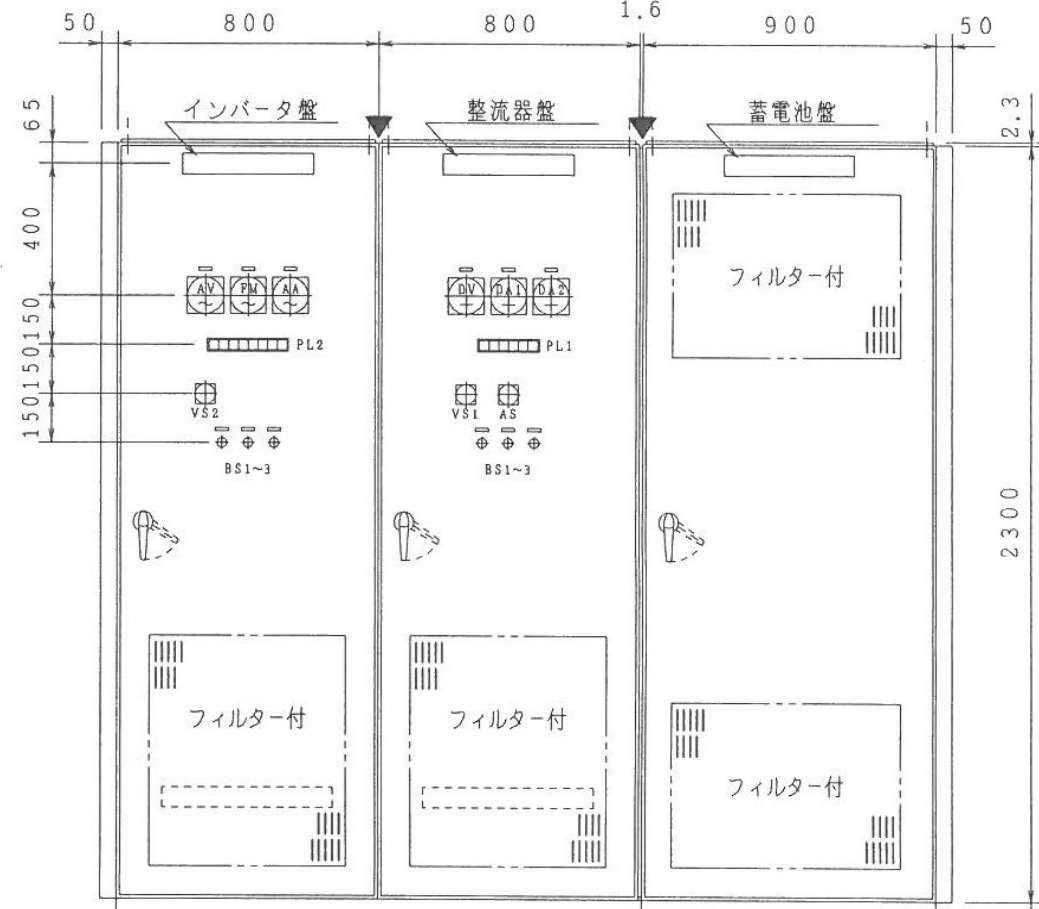 50 800 800 1.6 900 50
インバータ盤 整流器盤 蓄電池盤
65 2.3
400
AV FM AA DV DA1 DA2
フィルター付
150
PL2 PL1
150
VS2 VS1 AS
150
BS1~3 BS1~3
2300
フィルター付 フィルター付
フィルター付